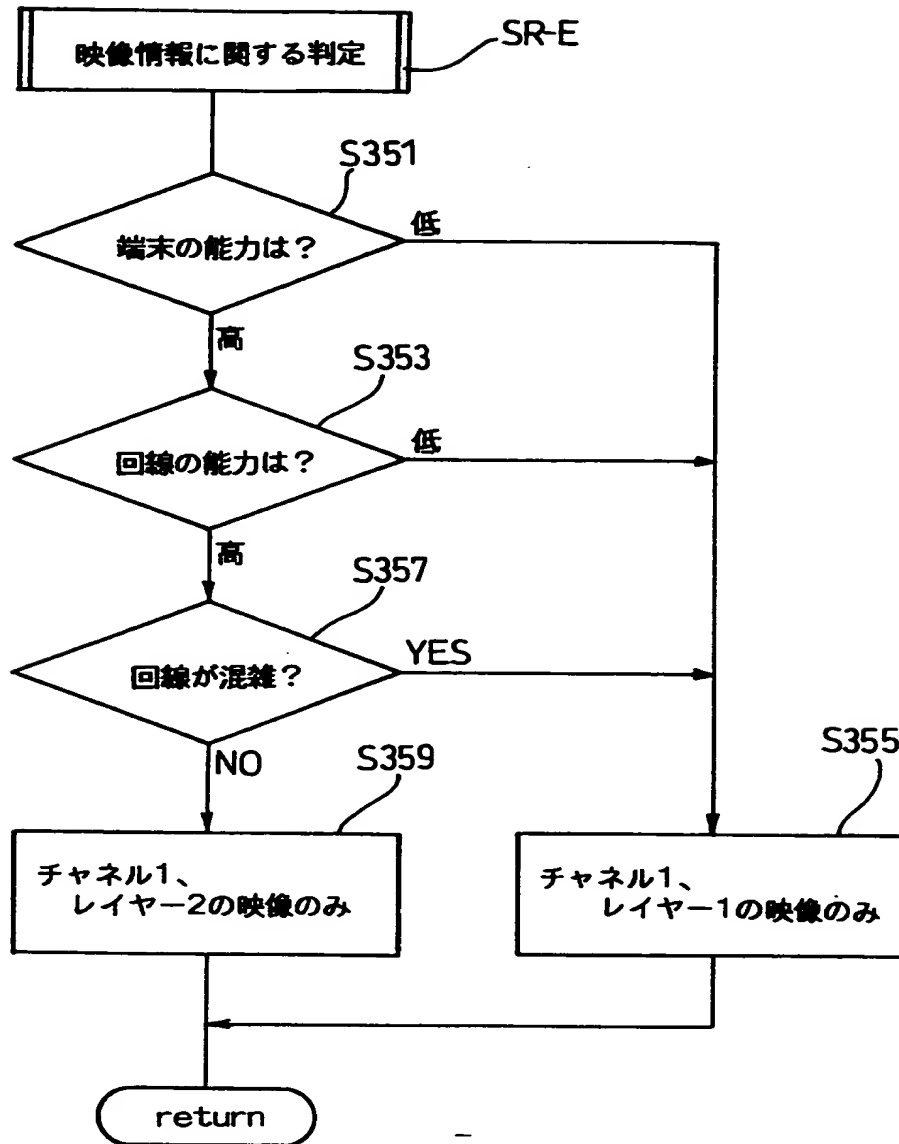 映像情報に関する判定
SR-E
S351
端末の能力は？
低
高
S353
回線の能力は？
低
高
S357
回線が混雑？
YES
NO
S359
S355
チャネル1、
レイヤー2の映像のみ
チャネル1、
レイヤー1の映像のみ
return